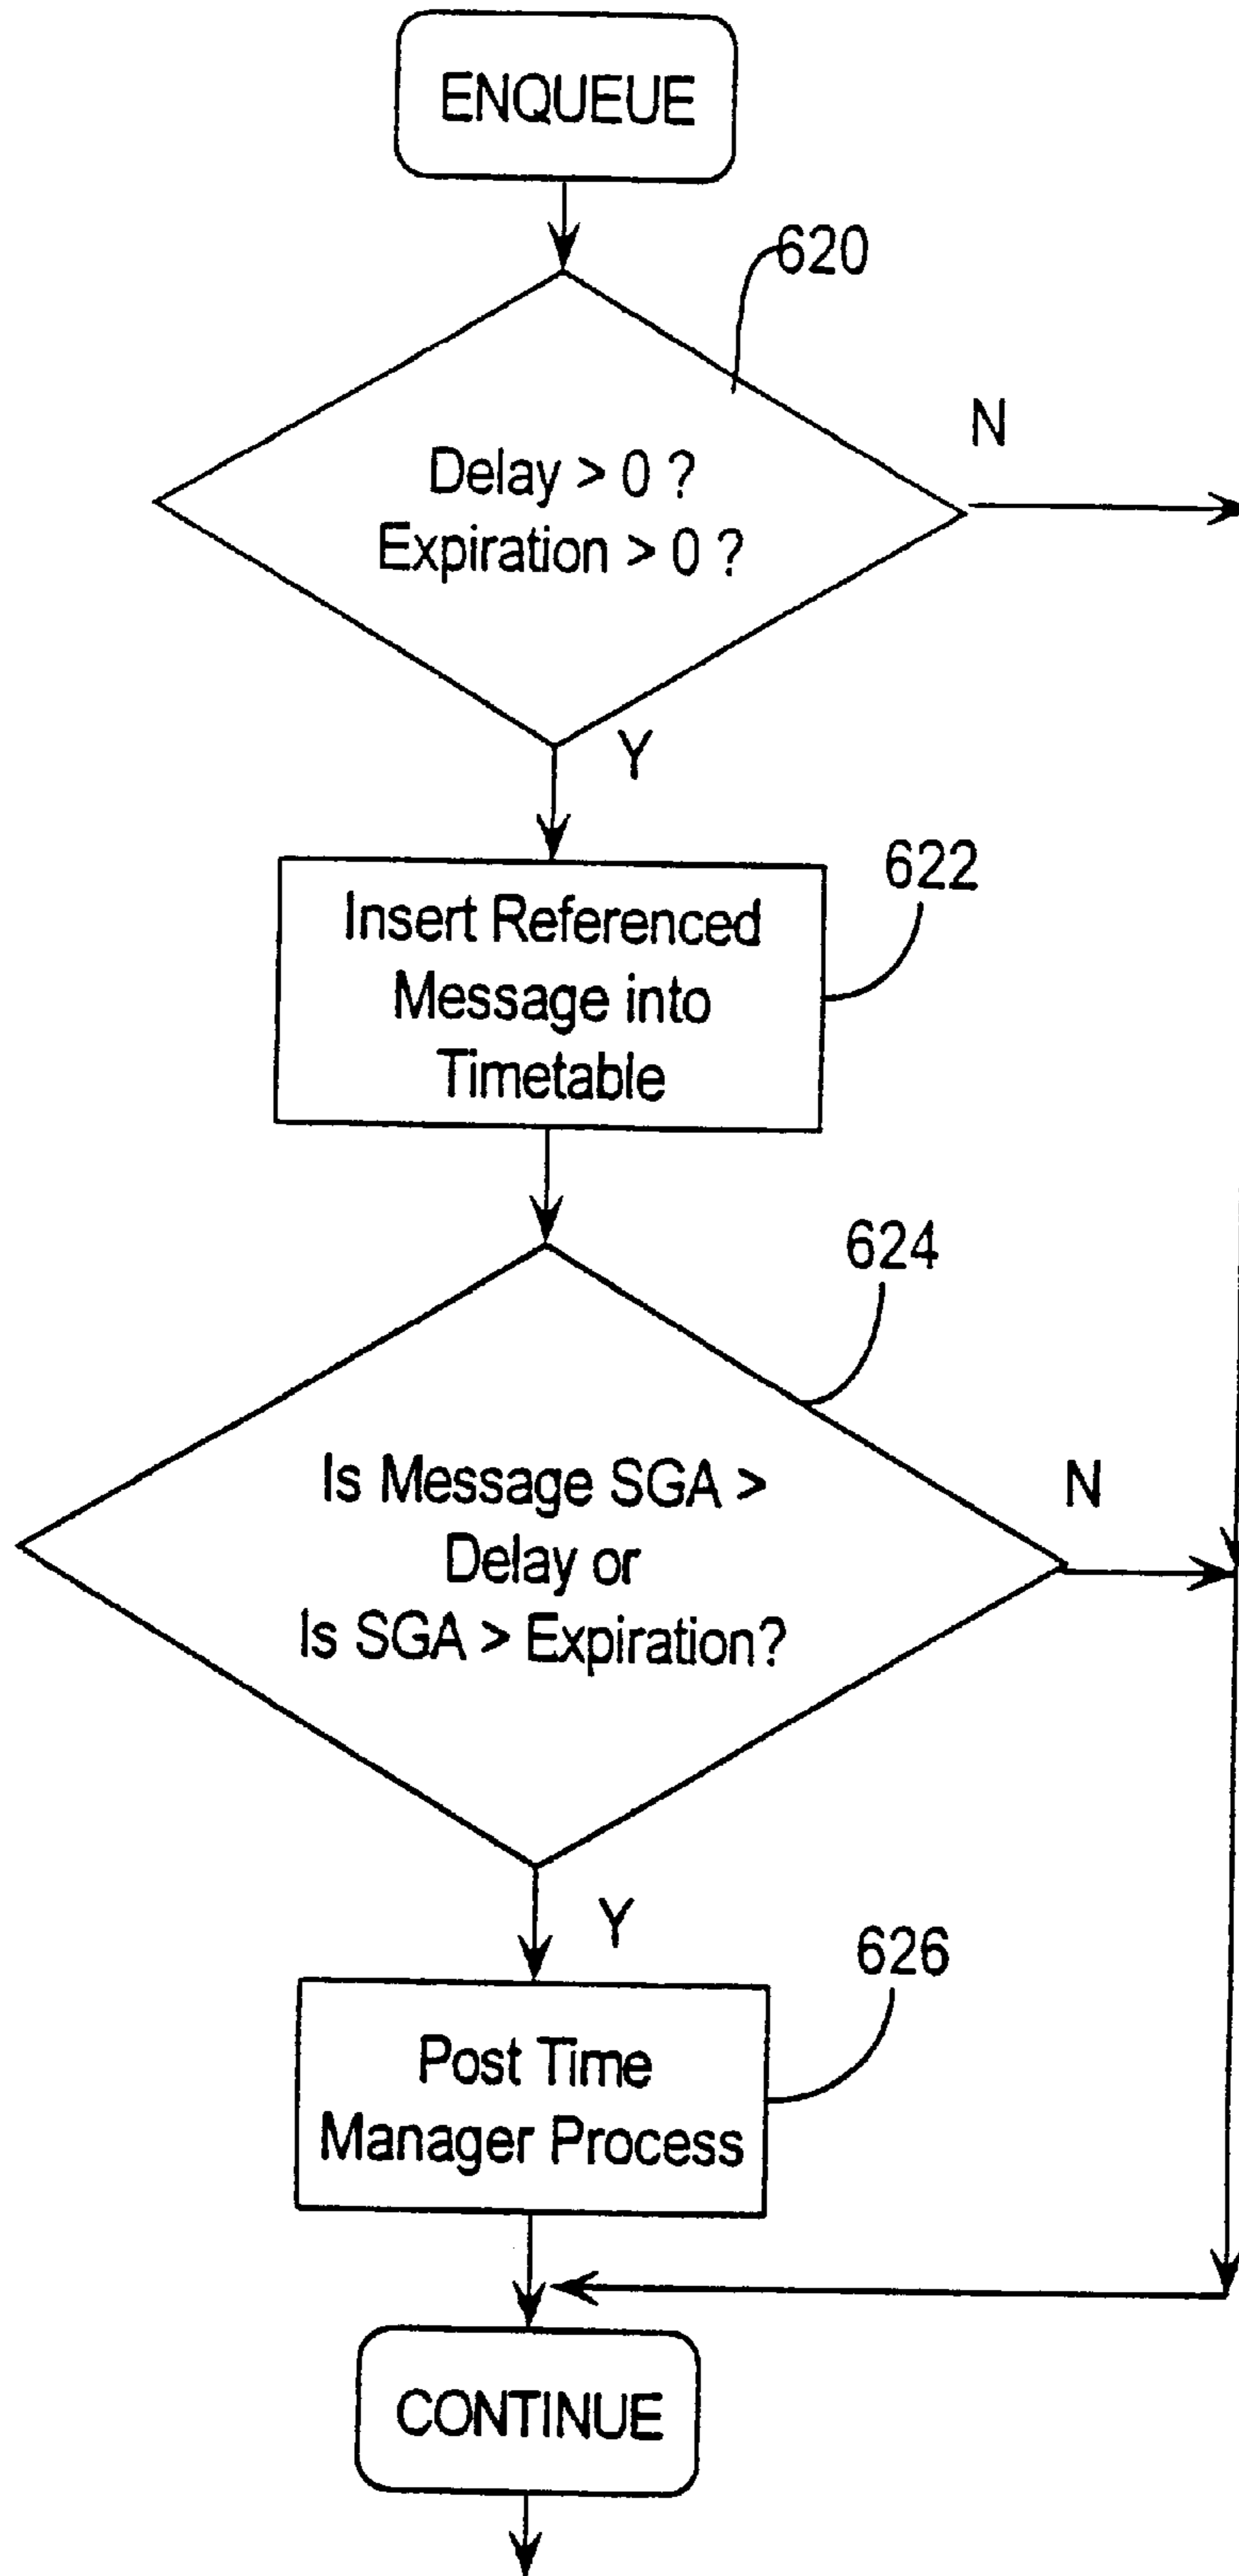 ENQUEUE
620
Delay > 0 ?
Expiration > 0 ?
N
Y
Insert Referenced
Message into
Timetable
622
624
Is Message SGA >
Delay or
Is SGA > Expiration?
N
Y
626
Post Time
Manager Process
CONTINUE